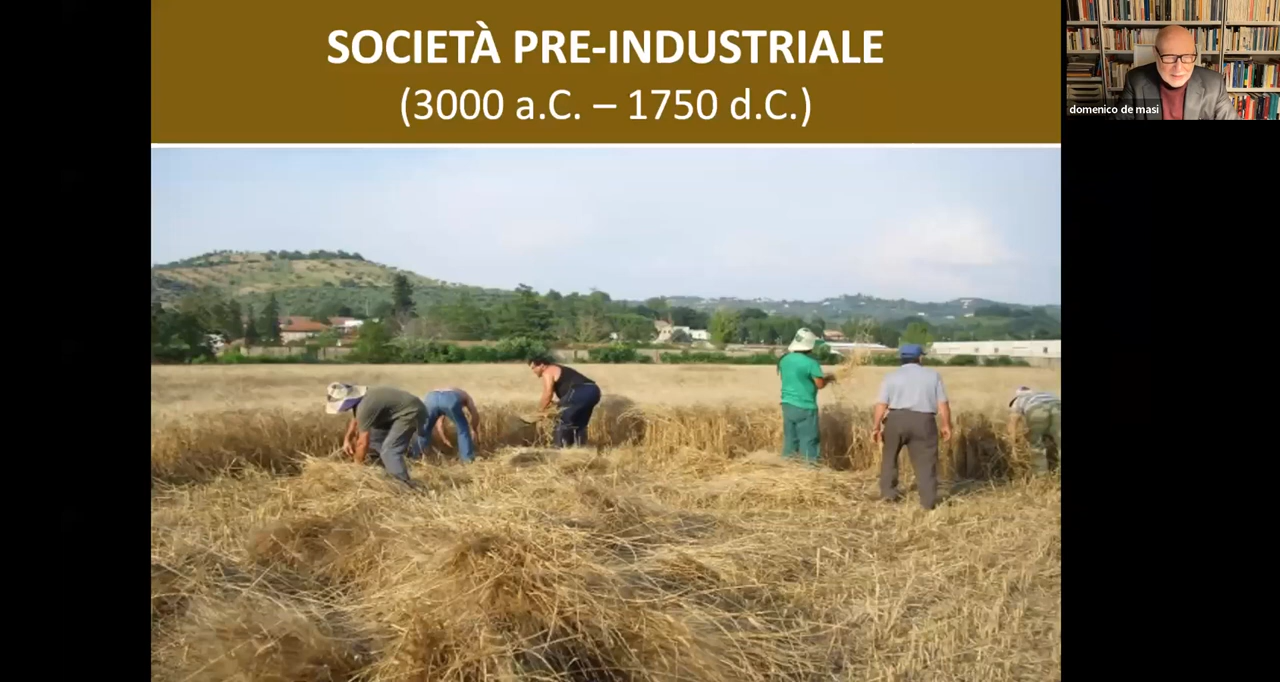 SOCIETÀ PRE-INDUSTRIALE
(3000 a.C. – 1750 d.C.)
domenico de masi